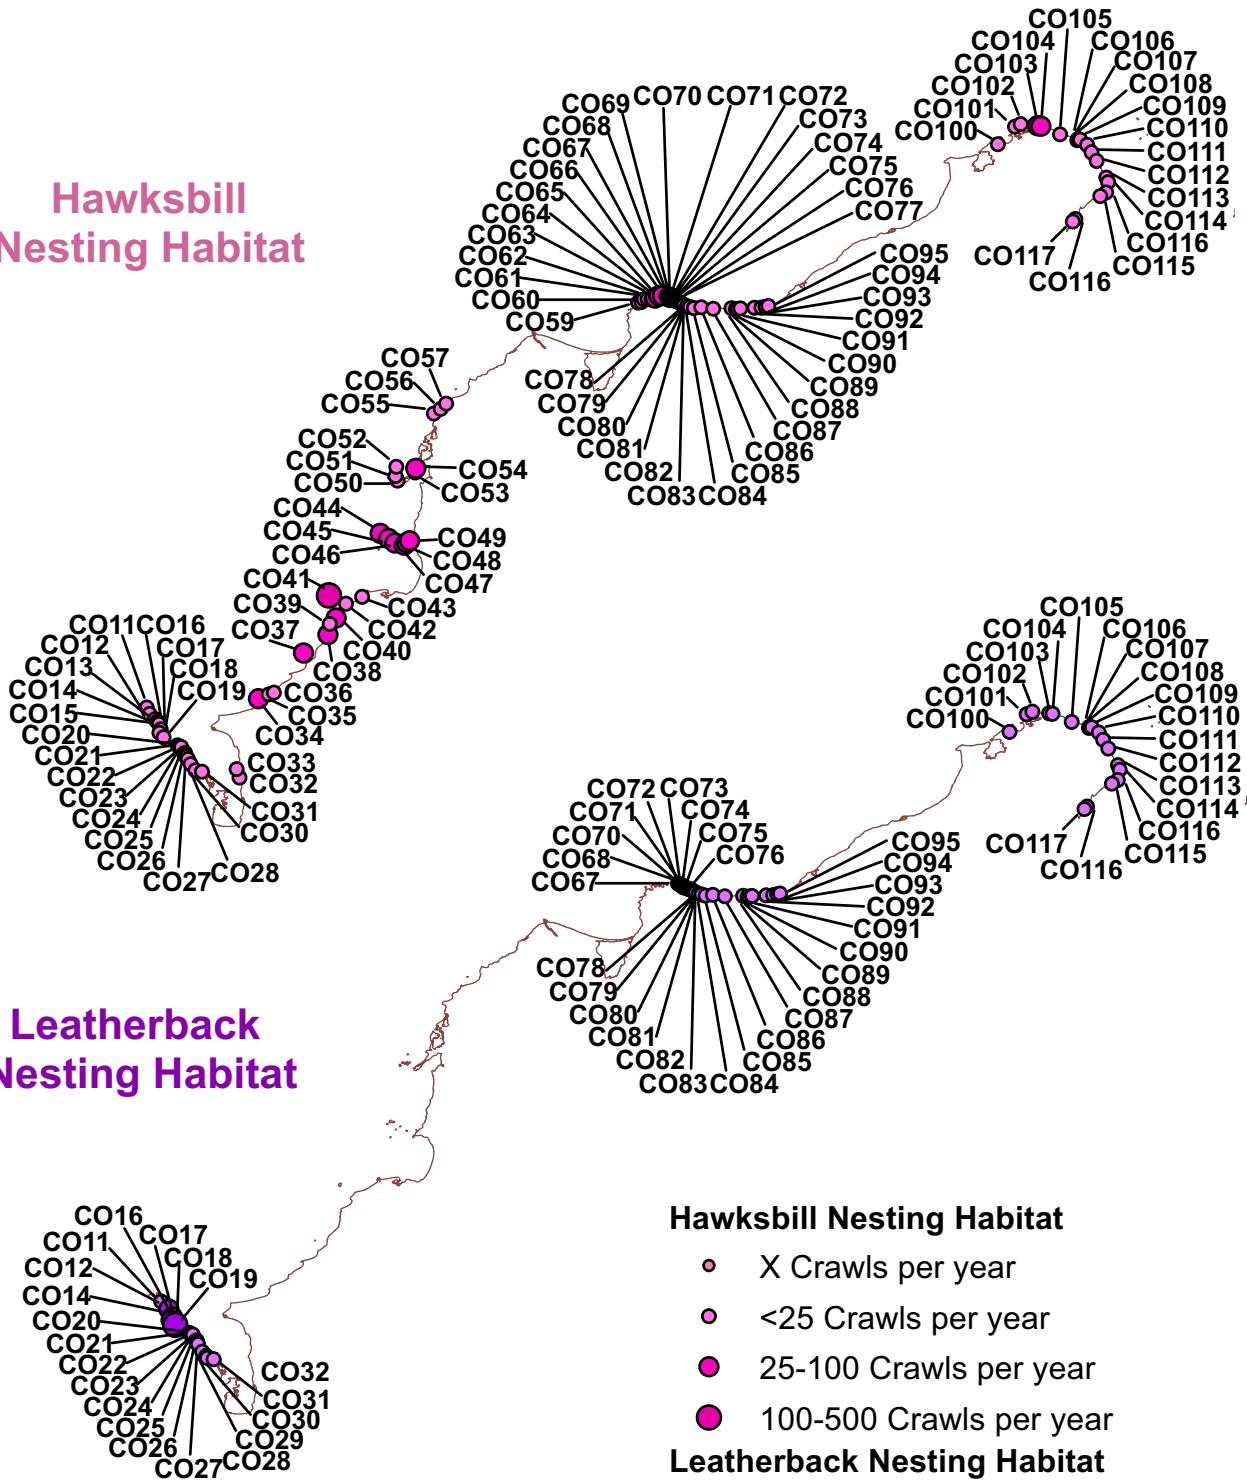 Hawksbill
Nesting Habitat
CO100
CO101
CO102
CO103
CO104
CO105
CO106
CO107
CO108
CO109
CO110
CO111
CO112
CO113
CO114
CO116
CO115
CO116
CO117
CO59
CO60
CO61
CO62
CO63
CO64
CO65
CO66
CO67
CO68
CO69
CO70
CO71
CO72
CO73
CO74
CO75
CO76
CO77
CO95
CO94
CO93
CO92
CO91
CO90
CO89
CO88
CO87
CO86
CO85
CO84
CO83
CO82
CO81
CO80
CO79
CO78
CO57
CO56
CO55
CO52
CO51
CO50
CO54
CO53
CO44
CO45
CO46
CO49
CO48
CO47
CO41
CO39
CO37
CO43
CO42
CO40
CO38
CO36
CO35
CO34
CO33
CO32
CO31
CO30
CO28
CO27
CO26
CO25
CO24
CO23
CO22
CO21
CO20
CO15
CO14
CO13
CO12
CO11
CO16
CO17
CO18
CO19
Leatherback
Nesting Habitat
CO100
CO101
CO102
CO103
CO104
CO105
CO106
CO107
CO108
CO109
CO110
CO111
CO112
CO113
CO114
CO116
CO115
CO116
CO117
CO67
CO68
CO70
CO71
CO72
CO73
CO74
CO75
CO76
CO95
CO94
CO93
CO92
CO91
CO90
CO89
CO88
CO87
CO86
CO85
CO84
CO83
CO82
CO81
CO80
CO79
CO78
CO16
CO17
CO11
CO18
CO12
CO19
CO14
CO20
CO21
CO22
CO23
CO24
CO25
CO26
CO27
CO28
CO29
CO30
CO31
CO32
Hawksbill Nesting Habitat
X Crawls per year
<25 Crawls per year
25-100 Crawls per year
100-500 Crawls per year
Leatherback Nesting Habitat